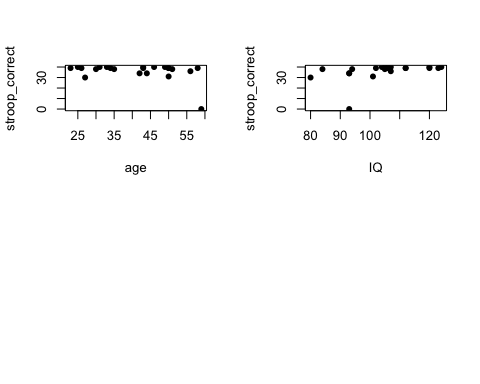 stroop_correct
0 30
25 35 45 55
age
stroop_correct
0 30
80 90 100 120
IQ